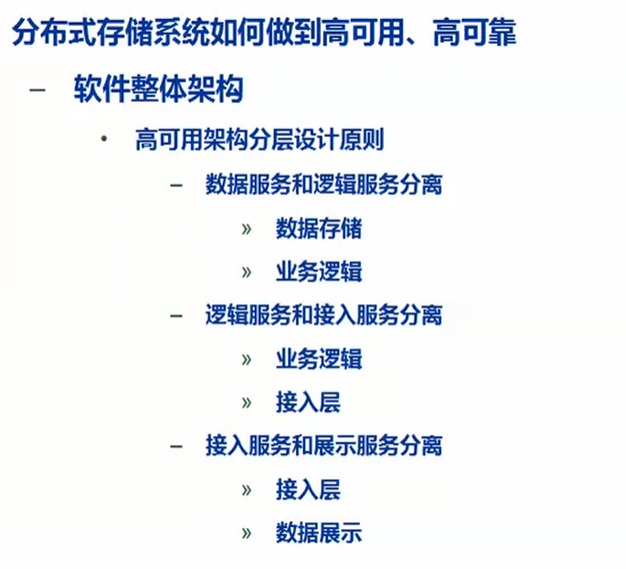 分布式存储系统如何做到高可用、高可靠
– 软件整体架构
• 高可用架构分层设计原则
– 数据服务和逻辑服务分离
» 数据存储
» 业务逻辑
– 逻辑服务和接入服务分离
» 业务逻辑
» 接入层
– 接入服务和展示服务分离
» 接入层
» 数据展示